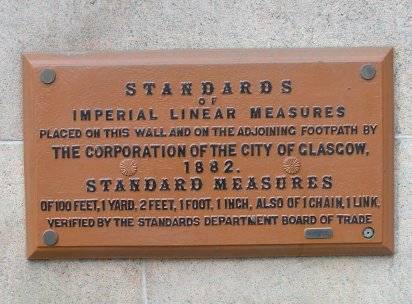 STANDARDS
OF
IMPERIAL LINEAR MEASURES
PLACED ON THIS WALL AND ON THE ADJOINING FOOTPATH BY
THE CORPORATION OF THE CITY OF GLASGOW,
1882.
STANDARD MEASURES
OF 100 FEET, 1 YARD, 2 FEET, 1 FOOT, 1 INCH, ALSO OF 1 CHAIN, 1 LINK,
VERIFIED BY THE STANDARDS DEPARTMENT BOARD OF TRADE